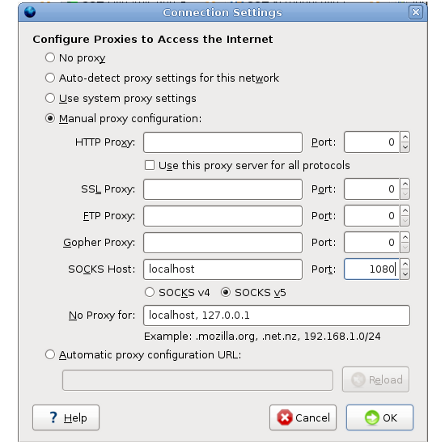 Connection Settings
Configure Proxies to Access the Internet
No proxy
Auto-detect proxy settings for this network
Use system proxy settings
Manual proxy configuration:
HTTP Proxy: Port: 0
Use this proxy server for all protocols
SSL Proxy: Port: 0
FTP Proxy: Port: 0
Gopher Proxy: Port: 0
SOCKS Host: localhost Port: 1080
SOCKS v4 SOCKS v5
No Proxy for: localhost, 127.0.0.1
Example: .mozilla.org, .net.nz, 192.168.1.0/24
Automatic proxy configuration URL:
Reload
? Help Cancel OK